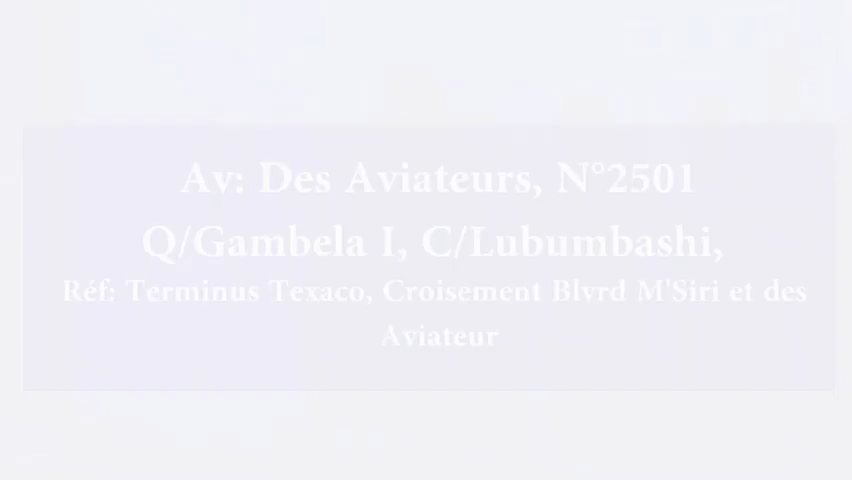 Av: Des Aviateurs, N°2501
Q/Gambela I, C/Lubumbashi,
Réf: Terminus Texaco, Croisement Blvrd M'Siri et des
Aviateur